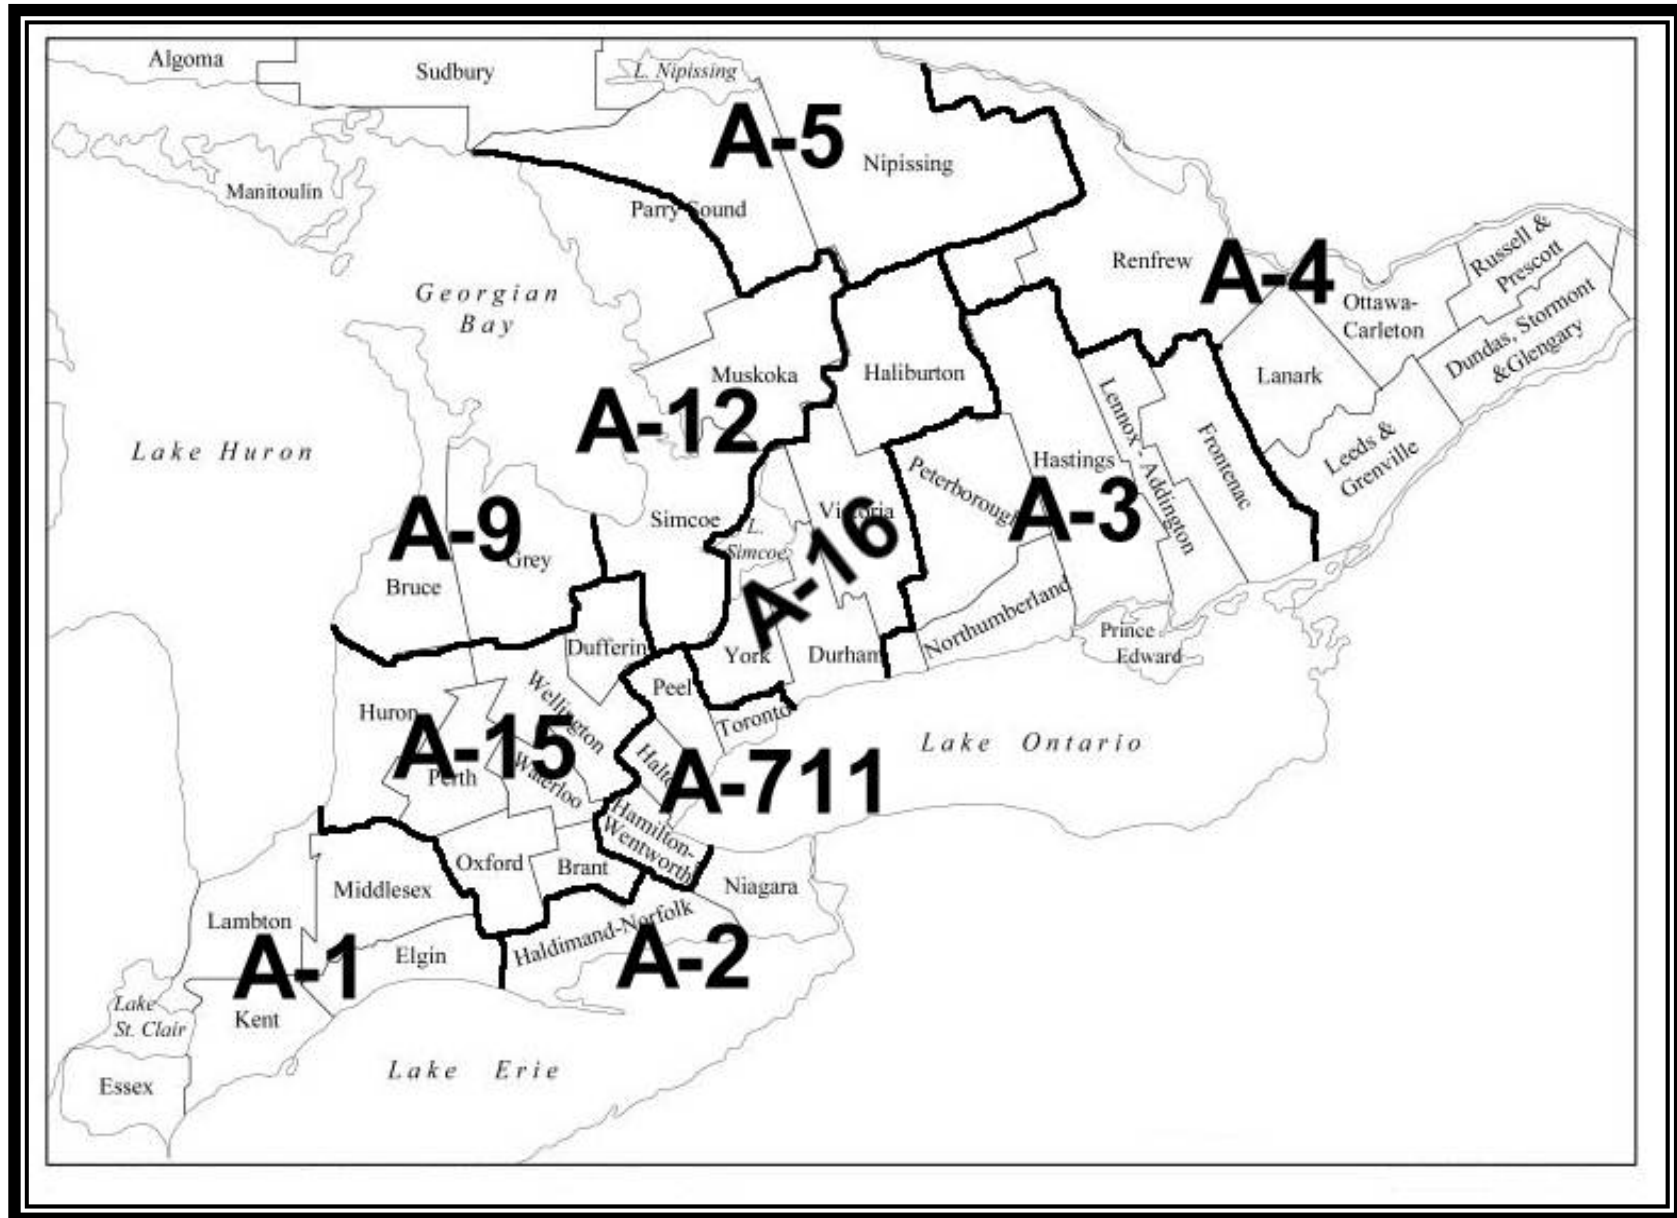 Algoma
Sudbury
L. Nipissing
A-5
Nipissing
Manitoulin
Parry Sound
Renfrew
A-4
Russell &
Prescott
Georgian
Bay
Ottawa-
Carleton
Dundas, Stormont
&Glengary
Muskoka
Haliburton
Lanark
A-12
Lennox - Addington
Frontenac
Leeds &
Grenville
Lake Huron
Hastings
Peterborough
A-3
A-9
Simcoe
Victoria
L.
Simcoe
A-16
Grey
Bruce
Northumberland
Prince
Edward
Dufferin
York
Durham
Peel
Wellington
Huron
Toronto
A-15
Lake Ontario
Perth
Waterloo
Halton
A-711
Hamilton-
Wentworth
Oxford
Brant
Middlesex
Niagara
Lambton
Haldimand-Norfolk
A-1
Elgin
A-2
Lake
St. Clair
Kent
Lake Erie
Essex